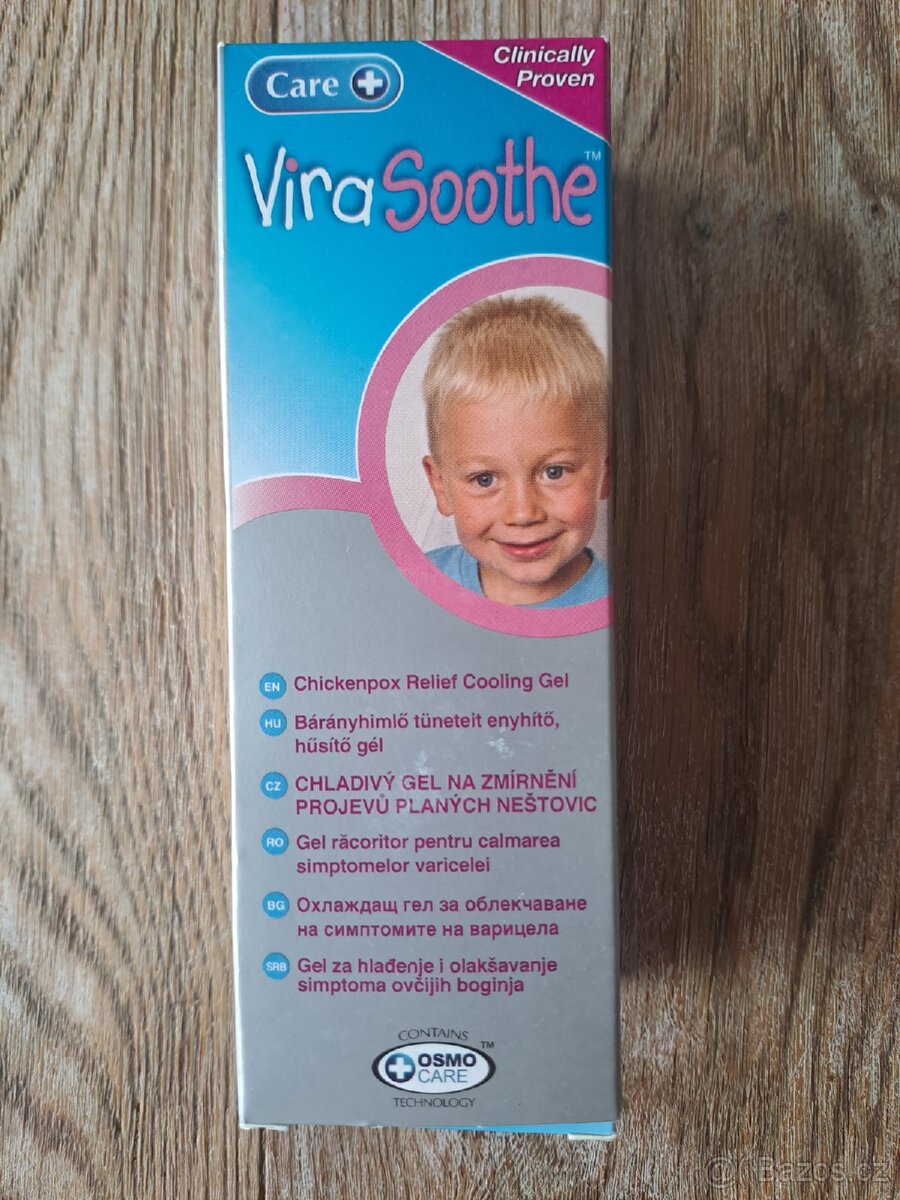 Care
Clinically
Proven
ViraSoothe™
EN Chickenpox Relief Cooling Gel
HU Bárányhimlő tüneteit enyhítő,
hűsítő gél
CZ CHLADIVÝ GEL NA ZMÍRNĚNÍ
PROJEVŮ PLANÝCH NEŠTOVIC
RO Gel răcoritor pentru calmarea
simptomelor varicelei
BG Охлаждащ гел за облекчаване
на симптомите на варицела
SRB Gel za hlađenje i olakšavanje
simptoma ovčijih boginja
CONTAINS
OSMO ™
CARE
TECHNOLOGY
© Bazos.cz